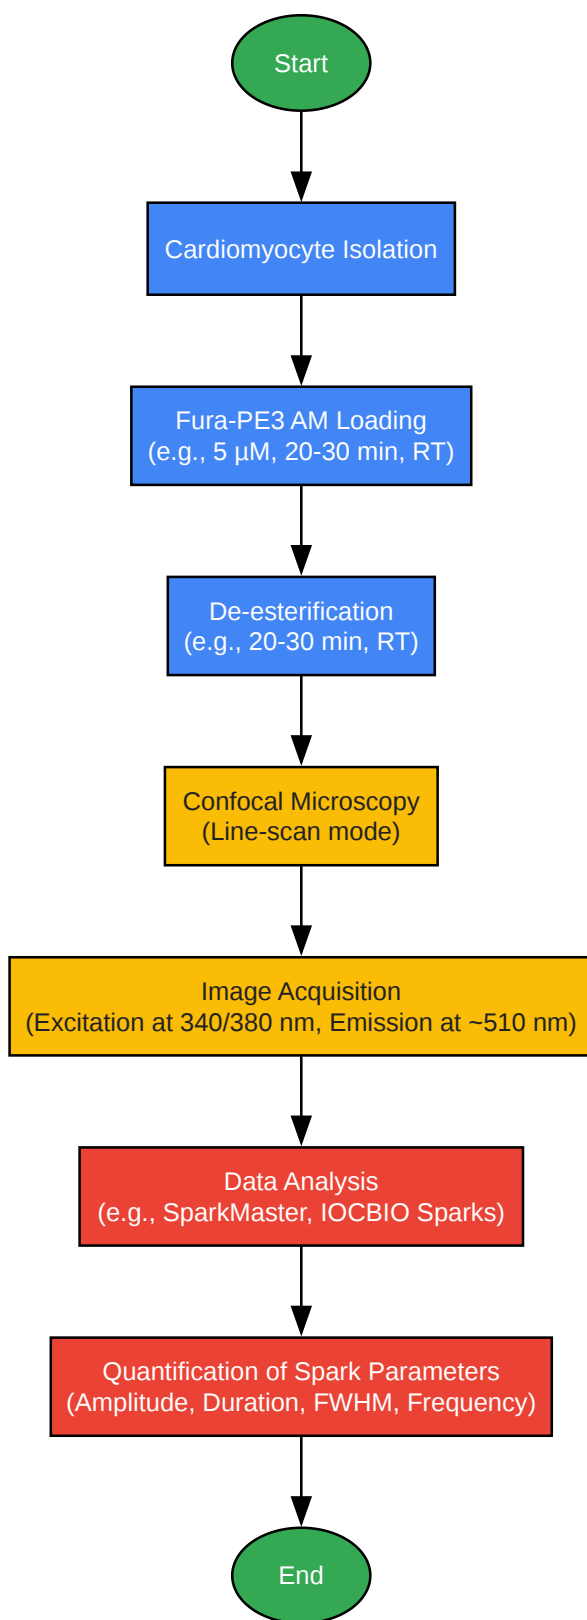 Start
Cardiomyocyte Isolation
Fura-PE3 AM Loading
(e.g., 5 µM, 20-30 min, RT)
De-esterification
(e.g., 20-30 min, RT)
Confocal Microscopy
(Line-scan mode)
Image Acquisition
(Excitation at 340/380 nm, Emission at ~510 nm)
Data Analysis
(e.g., SparkMaster, IOCBIO Sparks)
Quantification of Spark Parameters
(Amplitude, Duration, FWHM, Frequency)
End